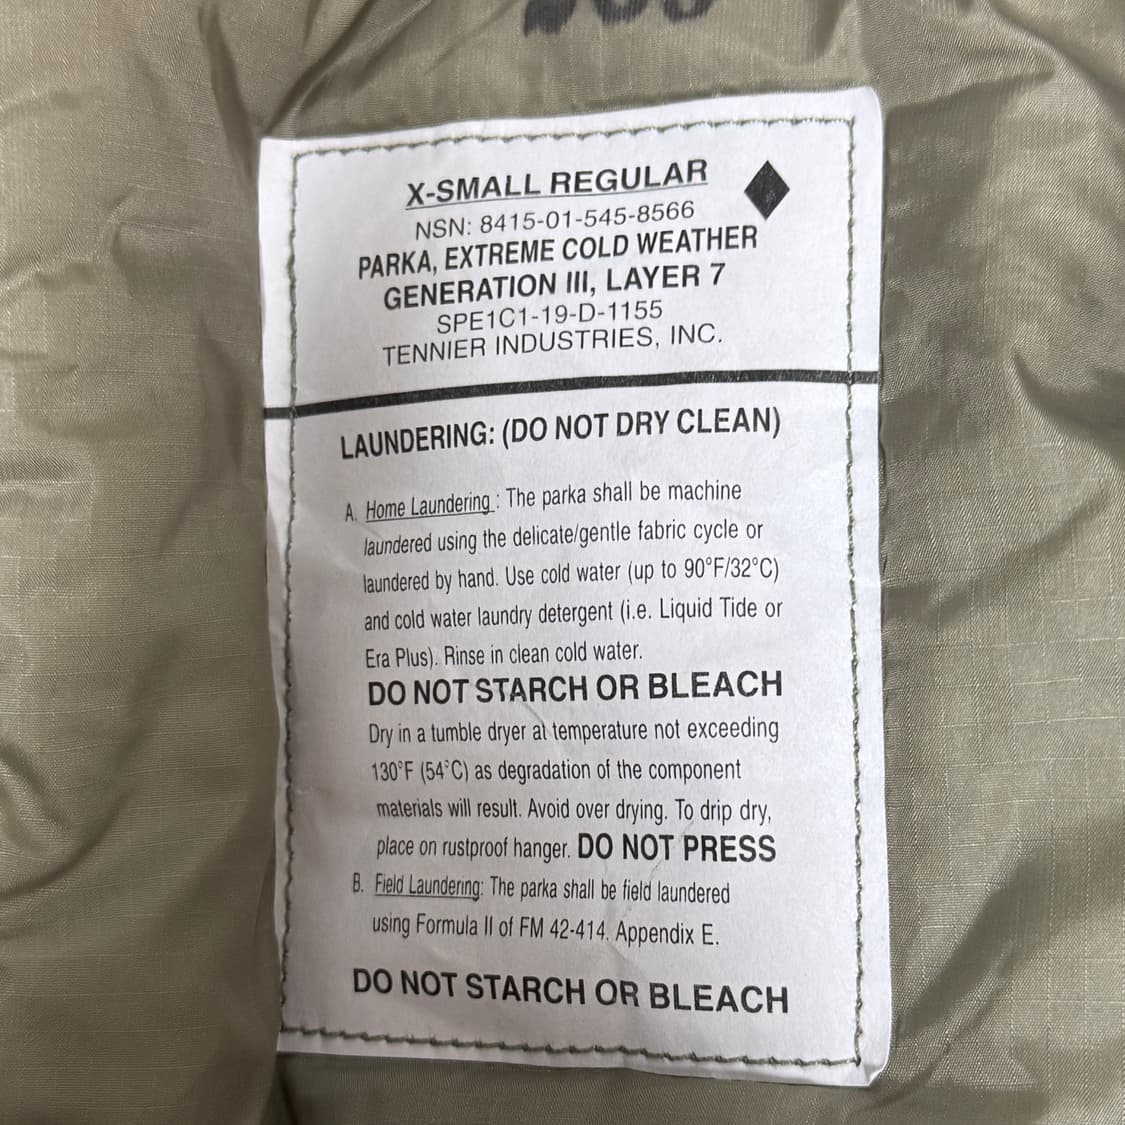 X-SMALL REGULAR
NSN: 8415-01-545-8566
PARKA, EXTREME COLD WEATHER
GENERATION III, LAYER 7
SPE1C1-19-D-1155
TENNIER INDUSTRIES, INC.
LAUNDERING: (DO NOT DRY CLEAN)
A. Home Laundering : The parka shall be machine
laundered using the delicate/gentle fabric cycle or
laundered by hand. Use cold water (up to 90°F/32°C)
and cold water laundry detergent (i.e. Liquid Tide or
Era Plus). Rinse in clean cold water.
DO NOT STARCH OR BLEACH
Dry in a tumble dryer at temperature not exceeding
130°F (54°C) as degradation of the component
materials will result. Avoid over drying. To drip dry,
place on rustproof hanger. DO NOT PRESS
B. Field Laundering: The parka shall be field laundered
using Formula II of FM 42-414. Appendix E.
DO NOT STARCH OR BLEACH